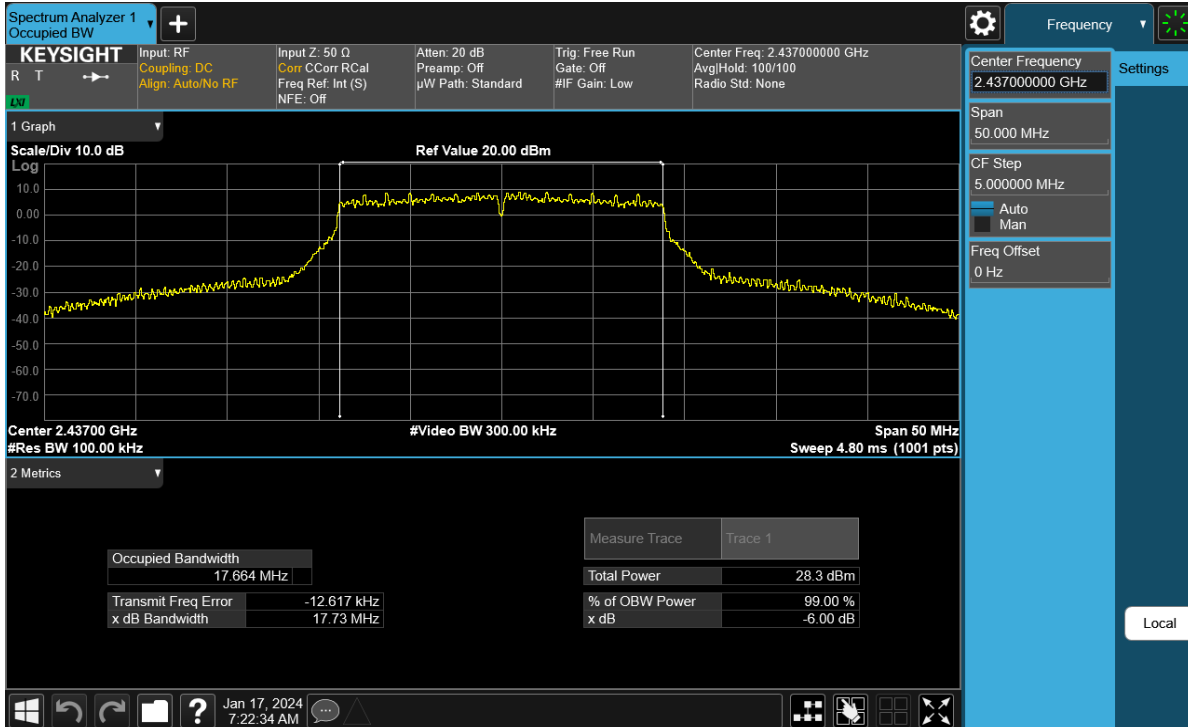 Spectrum Analyzer 1
Occupied BW
Frequency
KEYSIGHT
R T
LXI
Input: RF
Coupling: DC
Align: Auto/No RF
Input Z: 50 Ω
Corr CCorr RCal
Freq Ref: Int (S)
NFE: Off
Atten: 20 dB
Preamp: Off
µW Path: Standard
Trig: Free Run
Gate: Off
#IF Gain: Low
Center Freq: 2.437000000 GHz
Avg|Hold: 100/100
Radio Std: None
Center Frequency
2.437000000 GHz
Settings
Span
50.000 MHz
CF Step
5.000000 MHz
Auto
Man
Freq Offset
0 Hz
Local
1 Graph
Scale/Div 10.0 dB
Ref Value 20.00 dBm
Log
10.0
0.00
-10.0
-20.0
-30.0
-40.0
-50.0
-60.0
-70.0
Center 2.43700 GHz
#Video BW 300.00 kHz
Span 50 MHz
#Res BW 100.00 kHz
Sweep 4.80 ms (1001 pts)
2 Metrics
Measure Trace Trace 1
Occupied Bandwidth
17.664 MHz
Total Power 28.3 dBm
Transmit Freq Error -12.617 kHz
% of OBW Power 99.00 %
x dB Bandwidth 17.73 MHz
x dB -6.00 dB
?
Jan 17, 2024
7:22:34 AM